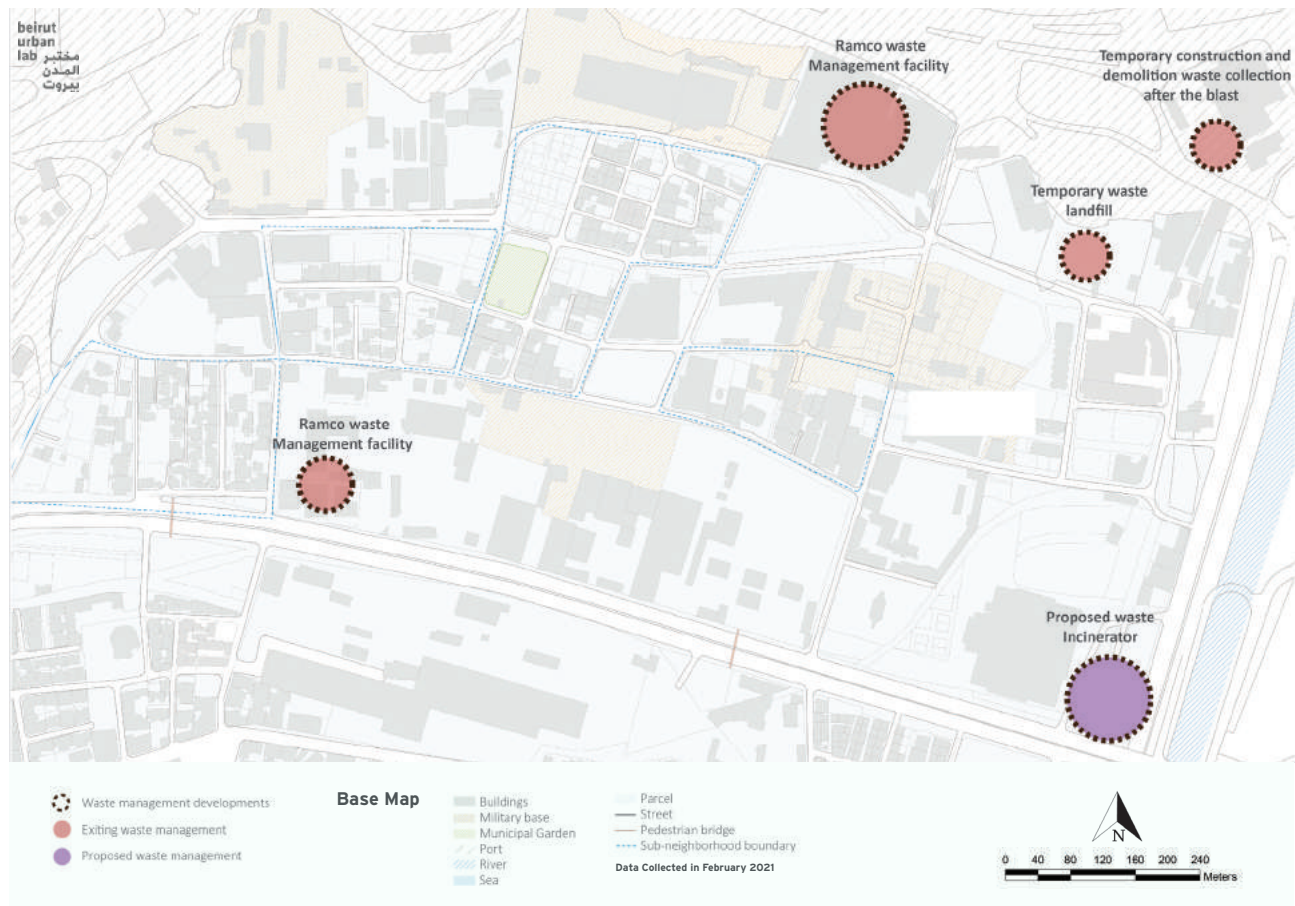 beirut
urban
lab مختبر
المدن
بيروت
Ramco waste
Management facility
Temporary construction and
demolition waste collection
after the blast
Temporary waste
landfill
Ramco waste
Management facility
Proposed waste
Incinerator
Waste management developments
Exiting waste management
Proposed waste management
Base Map
Buildings
Military base
Municipal Garden
Port
River
Sea
Parcel
Street
Pedestrian bridge
Sub-neighborhood boundary
Data Collected in February 2021
N
0 40 80 120 160 200 240
Meters